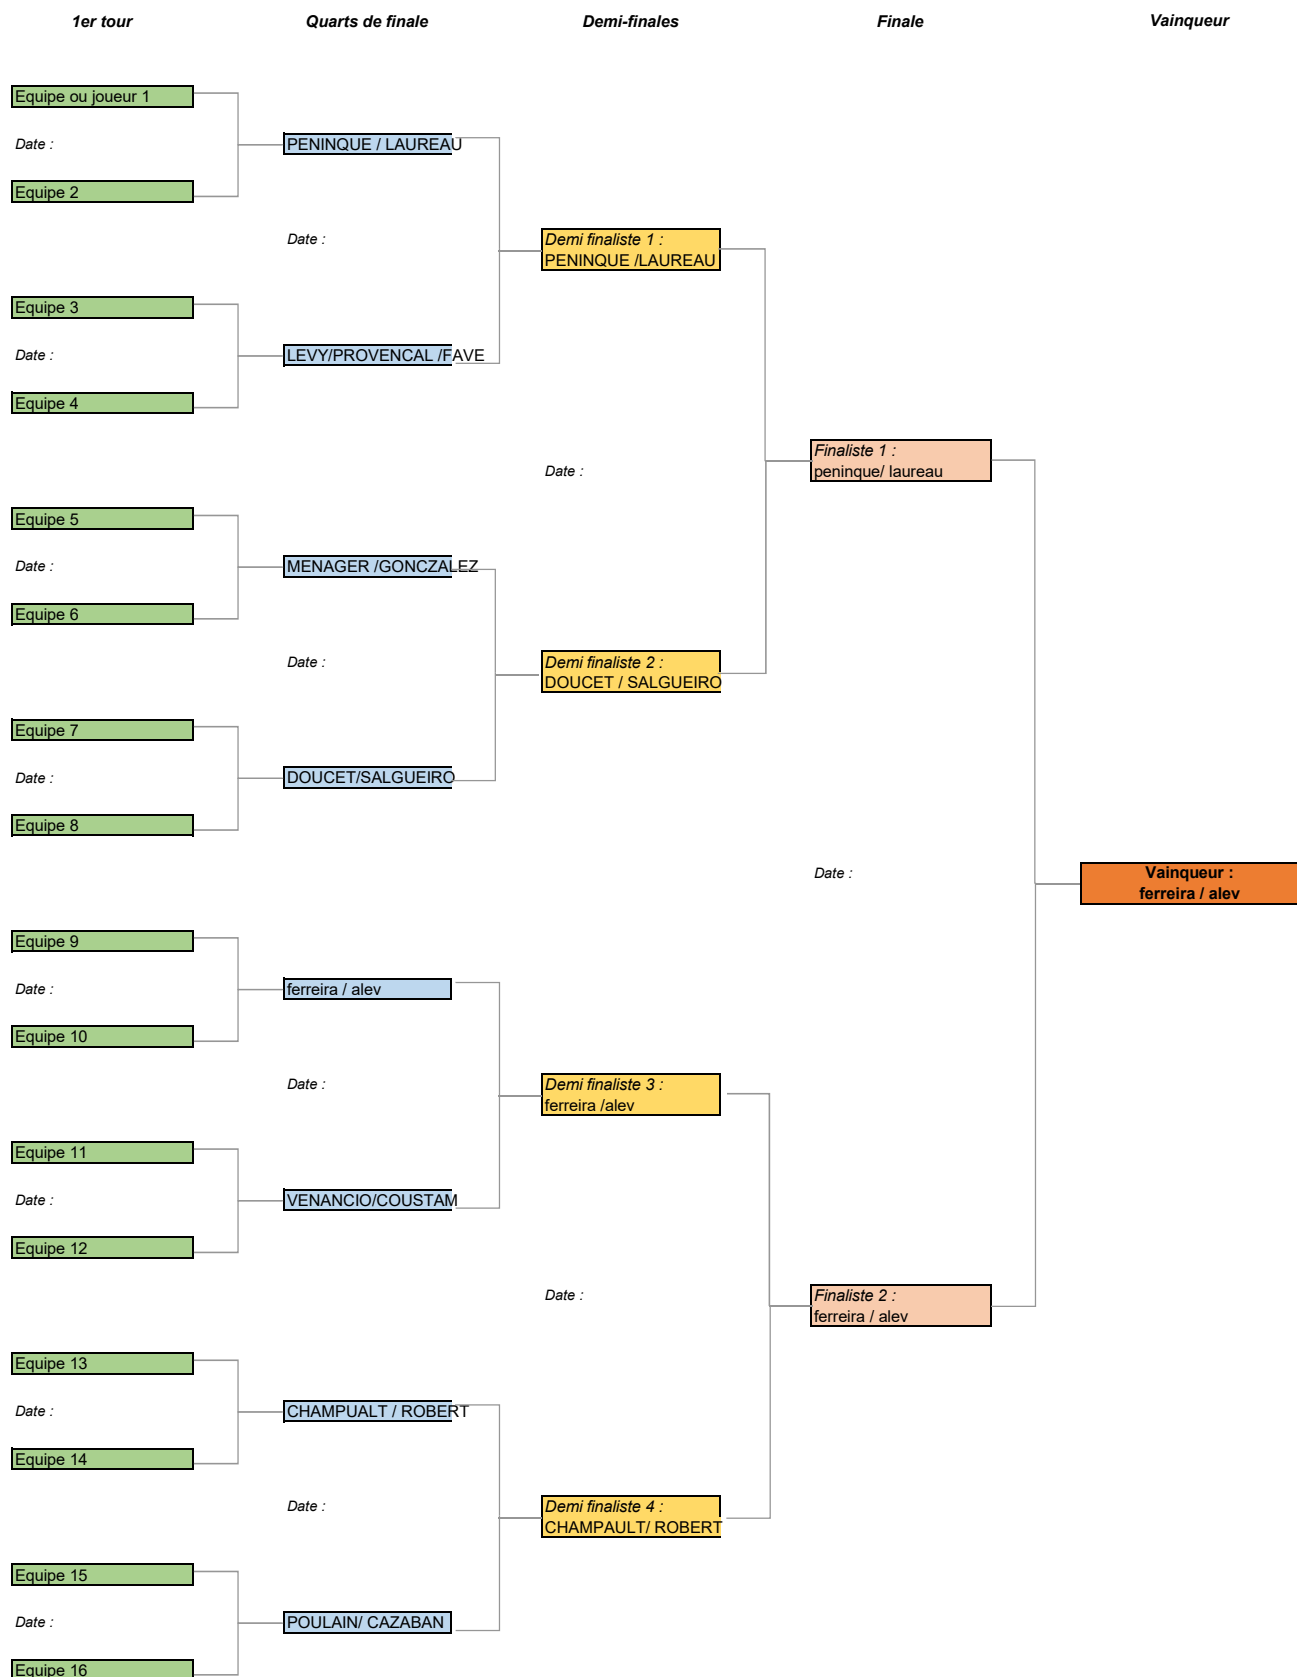 1er tour
Quarts de finale
Demi-finales
Finale
Vainqueur
Equipe ou joueur 1
Date :
PENINQUE / LAUREAU
Equipe 2
Date :
Demi finaliste 1 :
PENINQUE /LAUREAU
Equipe 3
Date :
LEVY/PROVENCAL /FAVE
Equipe 4
Finaliste 1 :
Date :
peninque/ laureau
Equipe 5
Date :
MENAGER /GONCZALEZ
Equipe 6
Date :
Demi finaliste 2 :
DOUCET / SALGUEIRO
Equipe 7
Date :
DOUCET/SALGUEIRO
Equipe 8
Date :
Vainqueur :
ferreira / alev
Equipe 9
Date :
ferreira / alev
Equipe 10
Date :
Demi finaliste 3 :
ferreira /alev
Equipe 11
Date :
VENANCIO/COUSTAM
Equipe 12
Date :
Finaliste 2 :
ferreira / alev
Equipe 13
Date :
CHAMPUALT / ROBERT
Equipe 14
Date :
Demi finaliste 4 :
CHAMPAULT/ ROBERT
Equipe 15
Date :
POULAIN/ CAZABAN
Equipe 16